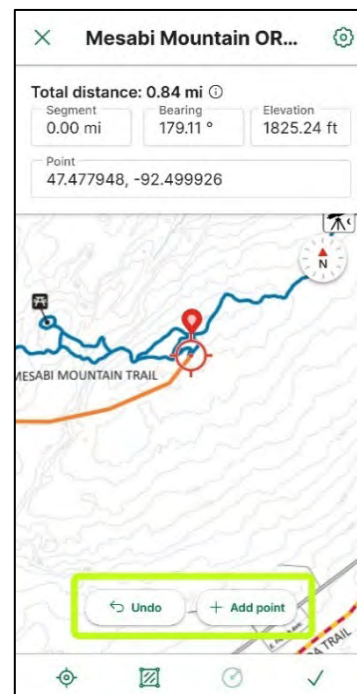 Mesabi Mountain OR...
Total distance: 0.84 mi
Segment
0.00 mi
Bearing
179.11 °
Elevation
1825.24 ft
Point
47.477948, -92.499926
N
MESABI MOUNTAIN TRAIL
Undo
Add point
TRAIL